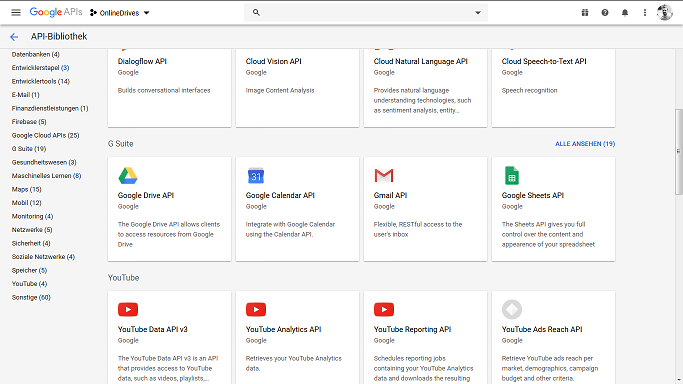 Google APIs
OnlineDrives
API-Bibliothek
Datenbanken (4)
Entwicklerstapel (3)
Entwicklertools (14)
E-Mail (1)
Finanzdienstleistungen (1)
Firebase (5)
Google Cloud APIs (25)
G Suite (19)
Gesundheitswesen (3)
Maschinelles Lernen (8)
Maps (15)
Mobil (12)
Monitoring (4)
Netzwerke (5)
Sicherheit (4)
Soziale Netzwerke (4)
Speicher (5)
YouTube (4)
Sonstige (60)
Dialogflow API
Google
Builds conversational interfaces
Cloud Vision API
Google
Image Content Analysis
Cloud Natural Language API
Google
Provides natural language
understanding technologies, such
as sentiment analysis, entity…
Cloud Speech-to-Text API
Google
Speech recognition
G Suite
ALLE ANSEHEN (19)
Google Drive API
Google
The Google Drive API allows clients
to access resources from Google
Drive
31
Google Calendar API
Google
Integrate with Google Calendar
using the Calendar API.
Gmail API
Google
Flexible, RESTful access to the
user's inbox
Google Sheets API
Google
The Sheets API gives you full
control over the content and
appearence of your spreadsheet
YouTube
YouTube Data API v3
Google
The YouTube Data API v3 is an API
that provides access to YouTube
data, such as videos, playlists,…
YouTube Analytics API
Google
Retrieves your YouTube Analytics
data.
YouTube Reporting API
Google
Schedules reporting jobs
containing your YouTube Analytics
data and downloads the resulting
YouTube Ads Reach API
Google
Retrieve YouTube ads reach per
market, demographics, campaign
budget and other criteria.